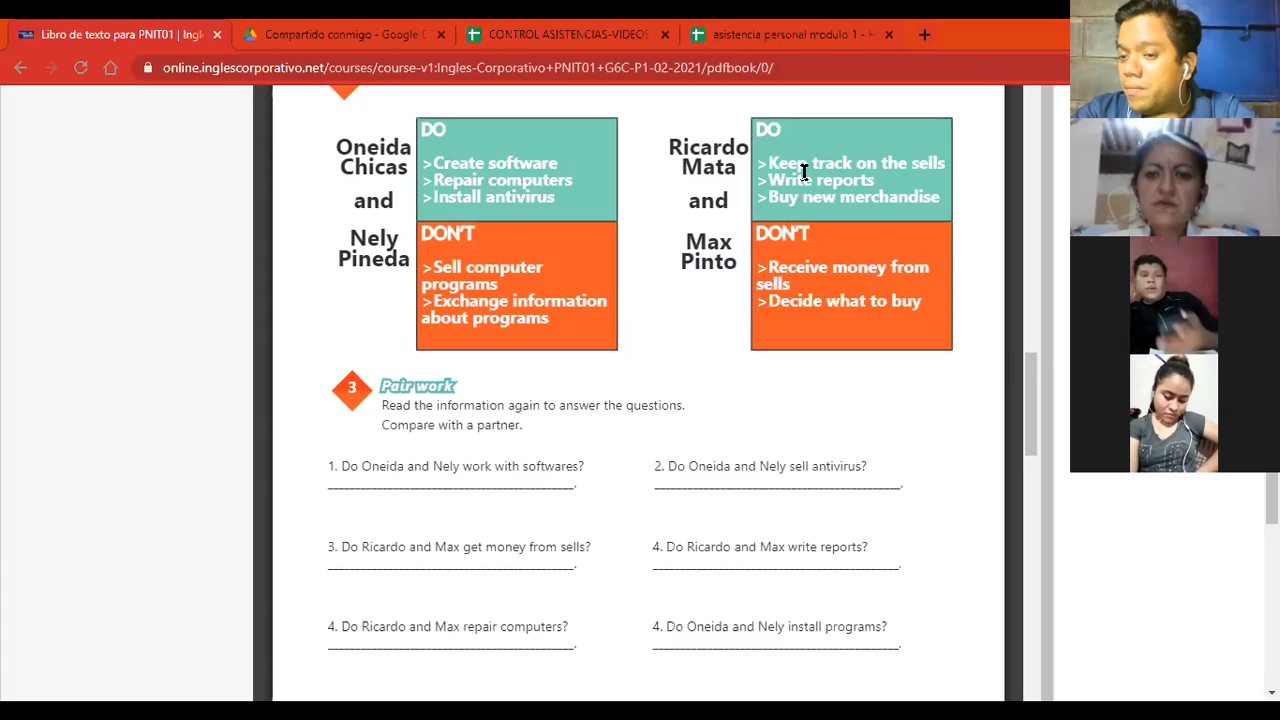 Libro de texto para PNIT01 | Ingl
Compartido conmigo - Google
CONTROL ASISTENCIAS-VIDEOS
asistencia personal modulo 1 - H
online.inglescorporativo.net/courses/course-v1:Ingles-Corporativo+PNIT01+G6C-P1-02-2021/pdfbook/0/
Oneida
Chicas
and
Nely
Pineda
DO
>Create software
>Repair computers
>Install antivirus
DON'T
>Sell computer
programs
>Exchange information
about programs
Ricardo
Mata
and
Max
Pinto
DO
>Keep track on the sells
>Write reports
>Buy new merchandise
DON'T
>Receive money from
sells
>Decide what to buy
3
Pair work
Read the information again to answer the questions.
Compare with a partner.
1. Do Oneida and Nely work with softwares?
2. Do Oneida and Nely sell antivirus?
3. Do Ricardo and Max get money from sells?
4. Do Ricardo and Max write reports?
4. Do Ricardo and Max repair computers?
4. Do Oneida and Nely install programs?